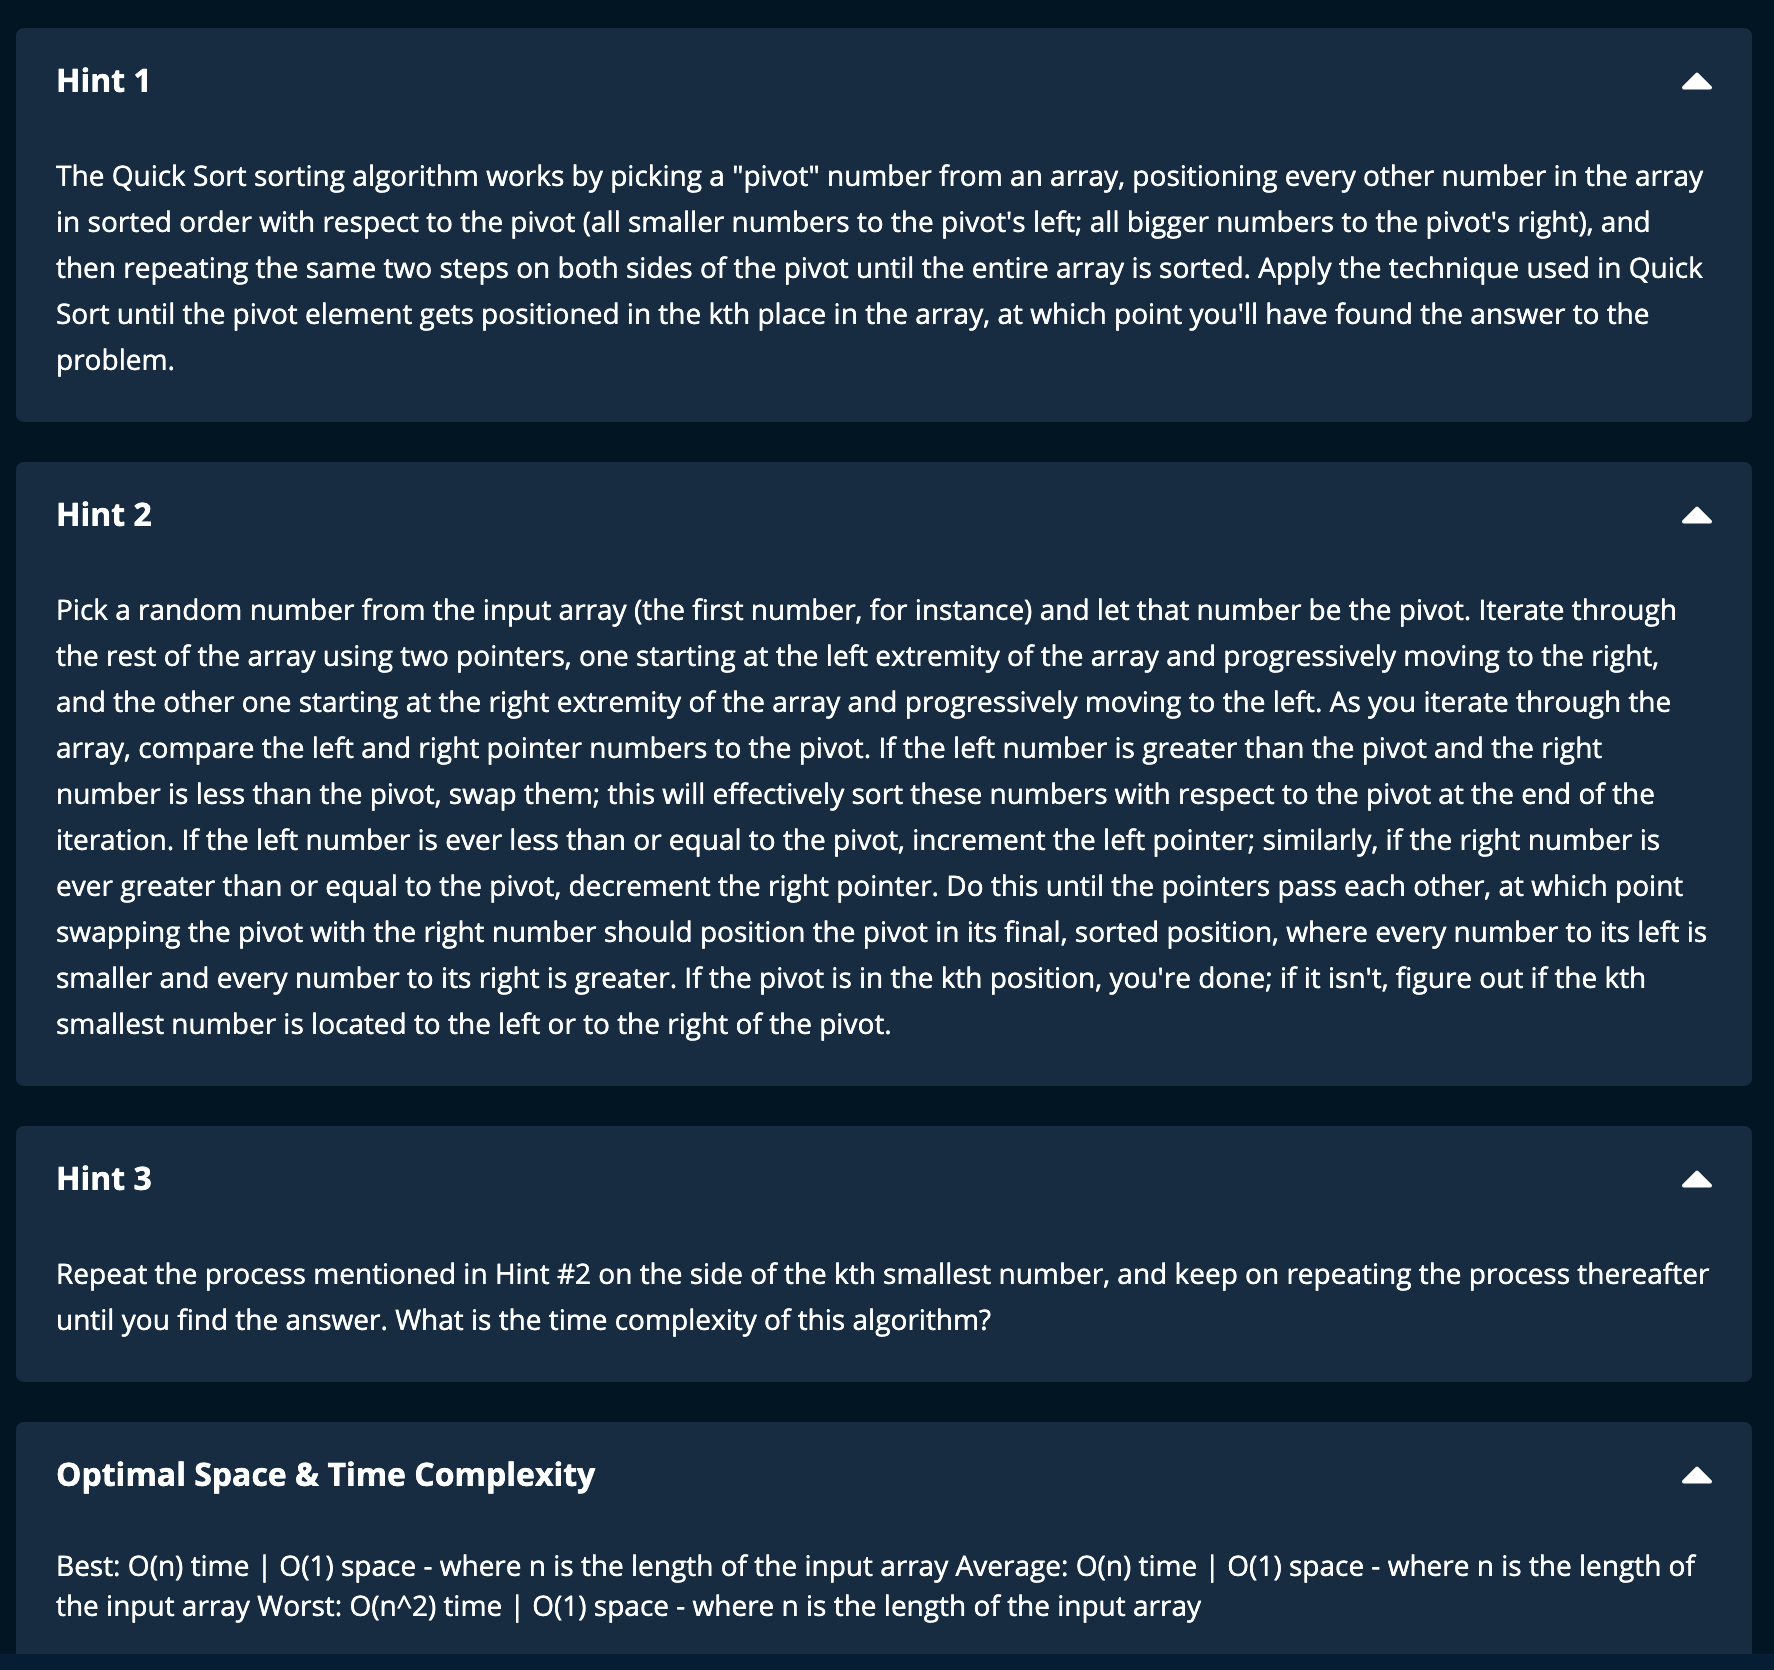 Hint 1
The Quick Sort sorting algorithm works by picking a "pivot" number from an array, positioning every other number in the array
in sorted order with respect to the pivot (all smaller numbers to the pivot's left; all bigger numbers to the pivot's right), and
then repeating the same two steps on both sides of the pivot until the entire array is sorted. Apply the technique used in Quick
Sort until the pivot element gets positioned in the kth place in the array, at which point you'll have found the answer to the
problem.
Hint 2
Pick a random number from the input array (the first number, for instance) and let that number be the pivot. Iterate through
the rest of the array using two pointers, one starting at the left extremity of the array and progressively moving to the right,
and the other one starting at the right extremity of the array and progressively moving to the left. As you iterate through the
array, compare the left and right pointer numbers to the pivot. If the left number is greater than the pivot and the right
number is less than the pivot, swap them; this will effectively sort these numbers with respect to the pivot at the end of the
iteration. If the left number is ever less than or equal to the pivot, increment the left pointer; similarly, if the right number is
ever greater than or equal to the pivot, decrement the right pointer. Do this until the pointers pass each other, at which point
swapping the pivot with the right number should position the pivot in its final, sorted position, where every number to its left is
smaller and every number to its right is greater. If the pivot is in the kth position, you're done; if it isn't, figure out if the kth
smallest number is located to the left or to the right of the pivot.
Hint 3
Repeat the process mentioned in Hint #2 on the side of the kth smallest number, and keep on repeating the process thereafter
until you find the answer. What is the time complexity of this algorithm?
Optimal Space & Time Complexity
Best: O(n) time | O(1) space - where n is the length of the input array Average: O(n) time | O(1) space - where n is the length of
the input array Worst: O(n^2) time | O(1) space - where n is the length of the input array